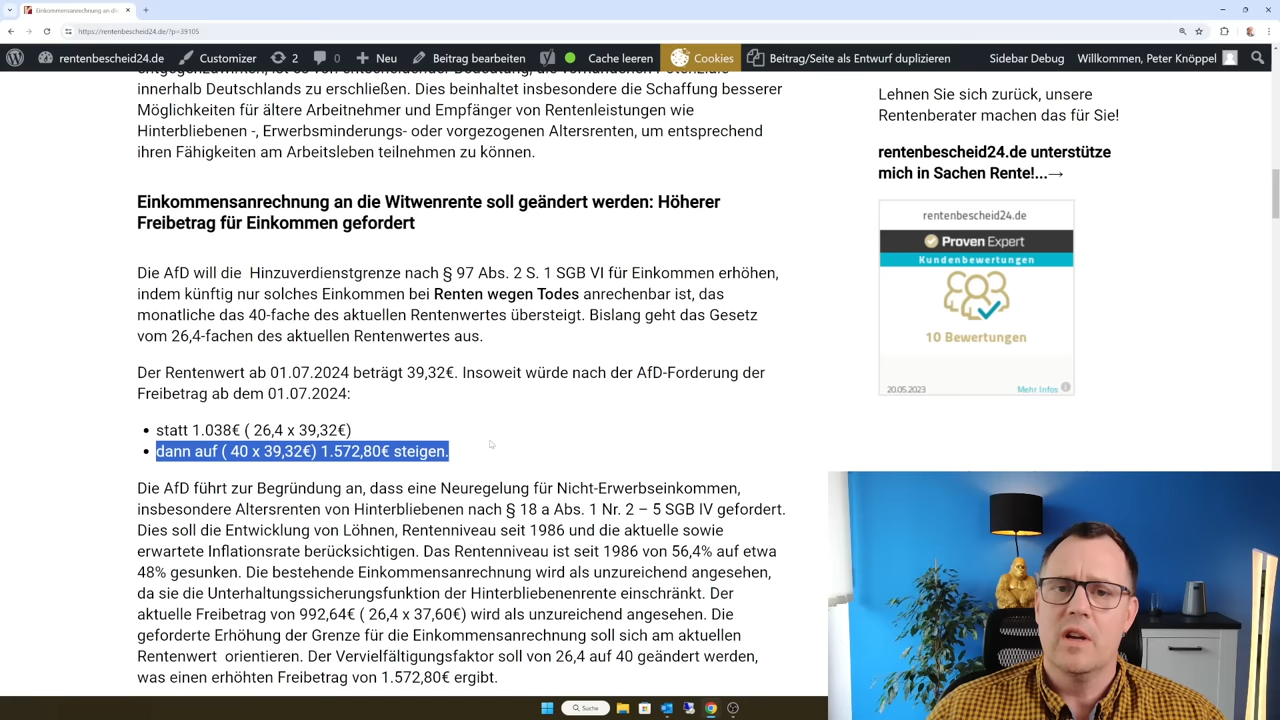 Einkommensanrechnung an die
https://rentenbescheid24.de/?p=39105
rentenbescheid24.de Customizer 2 0 Neu Beitrag bearbeiten Cache leeren Cookies Beitrag/Seite als Entwurf duplizieren Sidebar Debug Willkommen, Peter Knöppel
innerhalb Deutschlands zu erschließen. Dies beinhaltet insbesondere die Schaffung besserer
Möglichkeiten für ältere Arbeitnehmer und Empfänger von Rentenleistungen wie
Hinterbliebenen -, Erwerbsminderungs- oder vorgezogenen Altersrenten, um entsprechend
ihren Fähigkeiten am Arbeitsleben teilnehmen zu können.
Einkommensanrechnung an die Witwenrente soll geändert werden: Höherer
Freibetrag für Einkommen gefordert
Die AfD will die Hinzuverdienstgrenze nach § 97 Abs. 2 S. 1 SGB VI für Einkommen erhöhen,
indem künftig nur solches Einkommen bei Renten wegen Todes anrechenbar ist, das
monatliche das 40-fache des aktuellen Rentenwertes übersteigt. Bislang geht das Gesetz
vom 26,4-fachen des aktuellen Rentenwertes aus.
Der Rentenwert ab 01.07.2024 beträgt 39,32€. Insoweit würde nach der AfD-Forderung der
Freibetrag ab dem 01.07.2024:
• statt 1.038€ ( 26,4 x 39,32€)
• dann auf ( 40 x 39,32€) 1.572,80€ steigen.
Die AfD führt zur Begründung an, dass eine Neuregelung für Nicht-Erwerbseinkommen,
insbesondere Altersrenten von Hinterbliebenen nach § 18 a Abs. 1 Nr. 2 – 5 SGB IV gefordert.
Dies soll die Entwicklung von Löhnen, Rentenniveau seit 1986 und die aktuelle sowie
erwartete Inflationsrate berücksichtigen. Das Rentenniveau ist seit 1986 von 56,4% auf etwa
48% gesunken. Die bestehende Einkommensanrechnung wird als unzureichend angesehen,
da sie die Unterhaltssicherungsfunktion der Hinterbliebenenrente einschränkt. Der
aktuelle Freibetrag von 992,64€ ( 26,4 x 37,60€) wird als unzureichend angesehen. Die
geforderte Erhöhung der Grenze für die Einkommensanrechnung soll sich am aktuellen
Rentenwert orientieren. Der Vervielfältigungsfaktor soll von 26,4 auf 40 geändert werden,
was einen erhöhten Freibetrag von 1.572,80€ ergibt.
Lehnen Sie sich zurück, unsere
Rentenberater machen das für Sie!
rentenbescheid24.de unterstütze
mich in Sachen Rente!...→
rentenbescheid24.de
Proven Expert
Kundenbewertungen
10 Bewertungen
20.05.2023 Mehr Infos
Suche